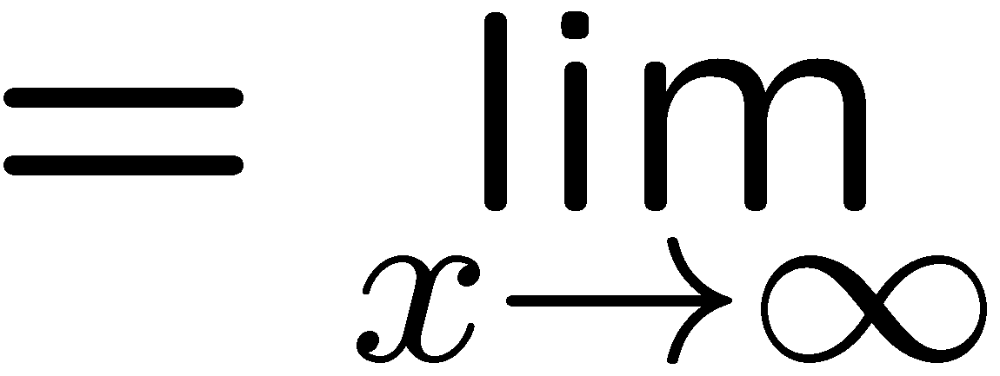 = lim
x→∞